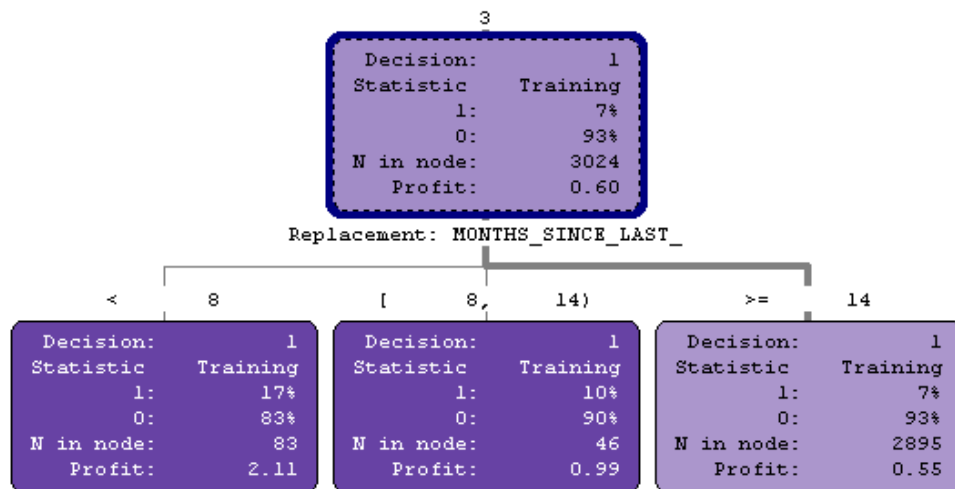 3
Decision: 1
Statistic Training
1: 7%
0: 93%
N in node: 3024
Profit: 0.60
Replacement: MONTHS_SINCE_LAST_
< 8 [ 8, 14) >= 14
Decision: 1 Decision: 1 Decision: 1
Statistic Training Statistic Training Statistic Training
1: 17% 1: 10% 1: 7%
0: 83% 0: 90% 0: 93%
N in node: 83 N in node: 46 N in node: 2895
Profit: 2.11 Profit: 0.99 Profit: 0.55